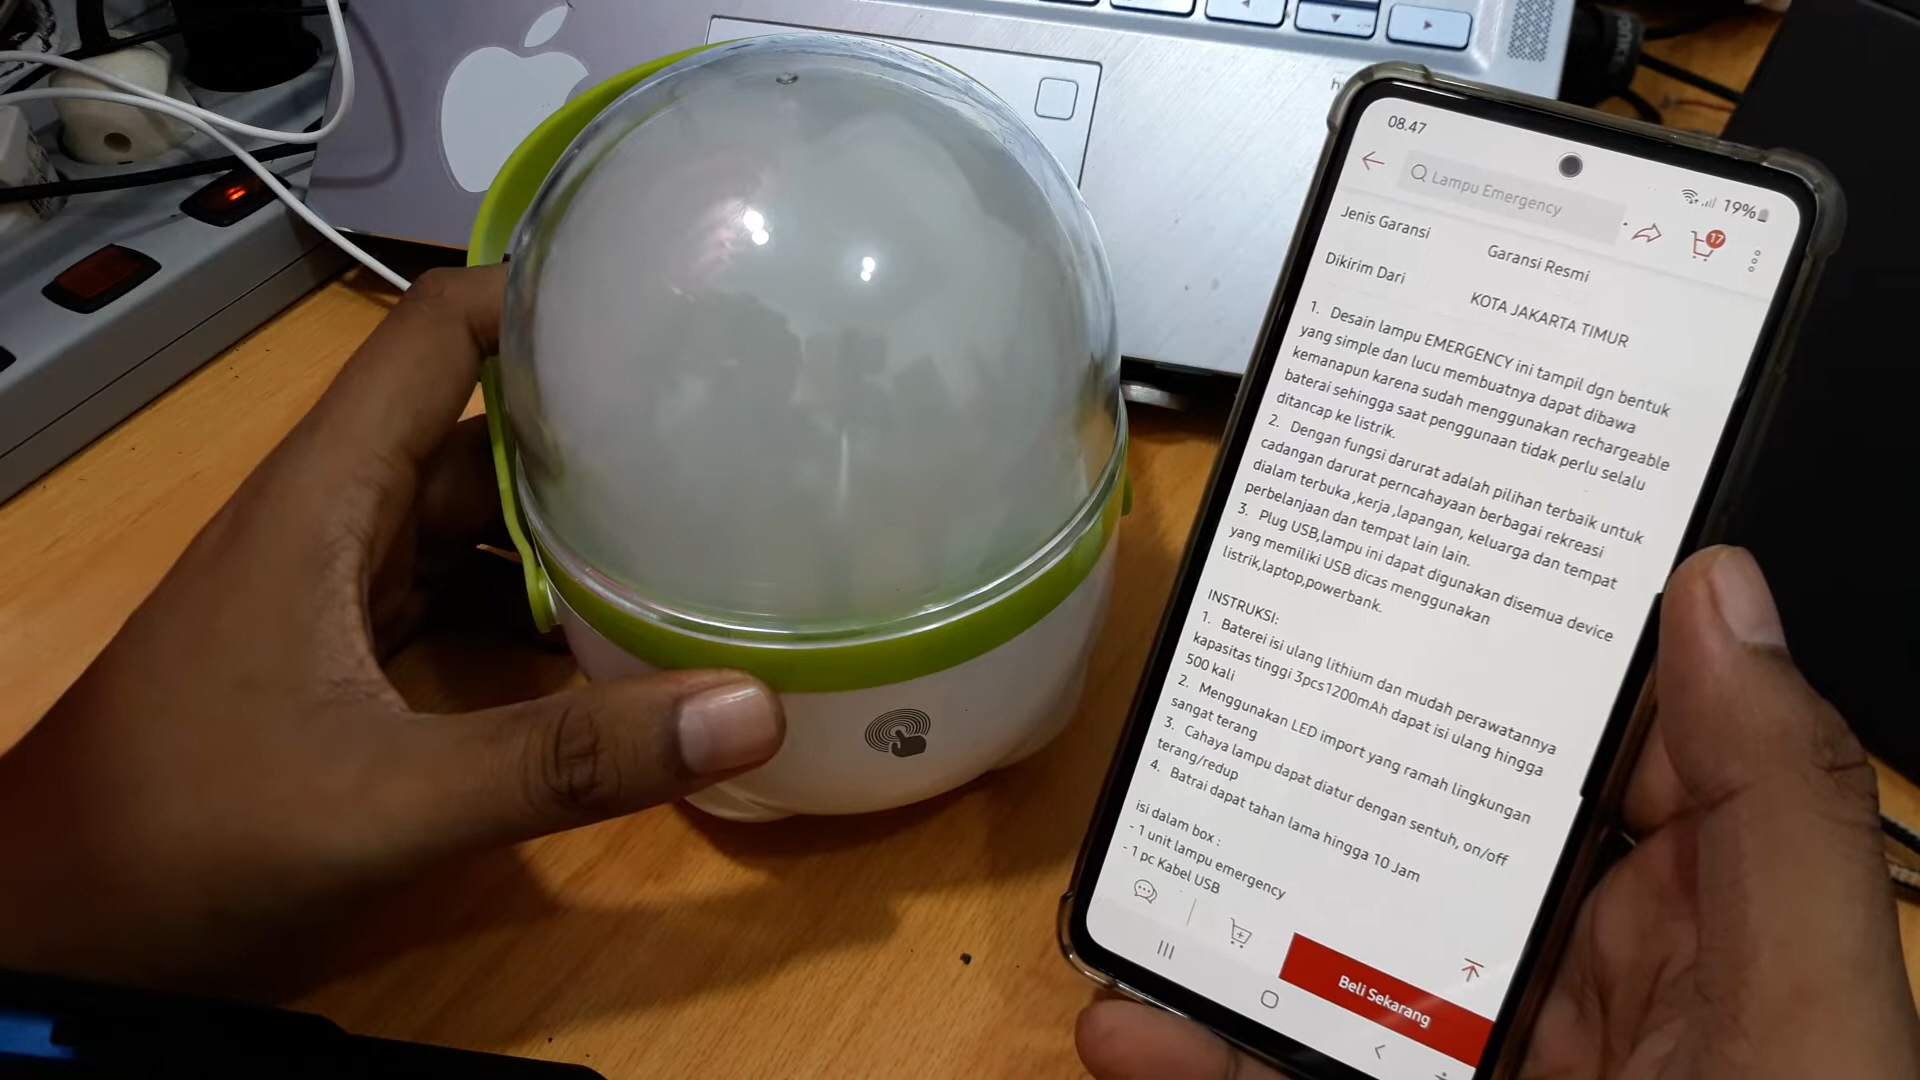 08.47
19%
Lampu Emergency
17
Jenis Garansi
Garansi Resmi
Dikirim Dari
KOTA JAKARTA TIMUR
1. Desain lampu EMERGENCY ini tampil dgn bentuk
yang simple dan lucu membuatnya dapat dibawa
kemanapun karena sudah menggunakan rechargeable
baterai sehingga saat penggunaan tidak perlu selalu
ditancap ke listrik.
2. Dengan fungsi darurat adalah pilihan terbaik untuk
cadangan darurat perncahayaan berbagai rekreasi
dialam terbuka ,kerja ,lapangan, keluarga dan tempat
perbelanjaan dan tempat lain lain.
3. Plug USB,lampu ini dapat digunakan disemua device
yang memiliki USB dicas menggunakan
listrik,laptop,powerbank.
INSTRUKSI:
1. Baterei isi ulang lithium dan mudah perawatannya
kapasitas tinggi 3pcs1200mAh dapat isi ulang hingga
500 kali
2. Menggunakan LED import yang ramah lingkungan
sangat terang
3. Cahaya lampu dapat diatur dengan sentuh, on/off
terang/redup
4. Batrai dapat tahan lama hingga 10 Jam
isi dalam box :
- 1 unit lampu emergency
- 1 pc Kabel USB
Beli Sekarang